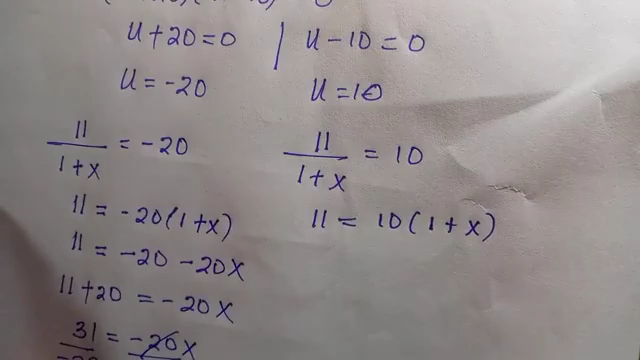 u+20=0 | u-10=0
u=-20 u=10
11/1+x = -20 11/1+x = 10
11 = -20(1+x) 11 = 10(1+x)
11 = -20 -20x
11+20 = -20x
31 = -20x